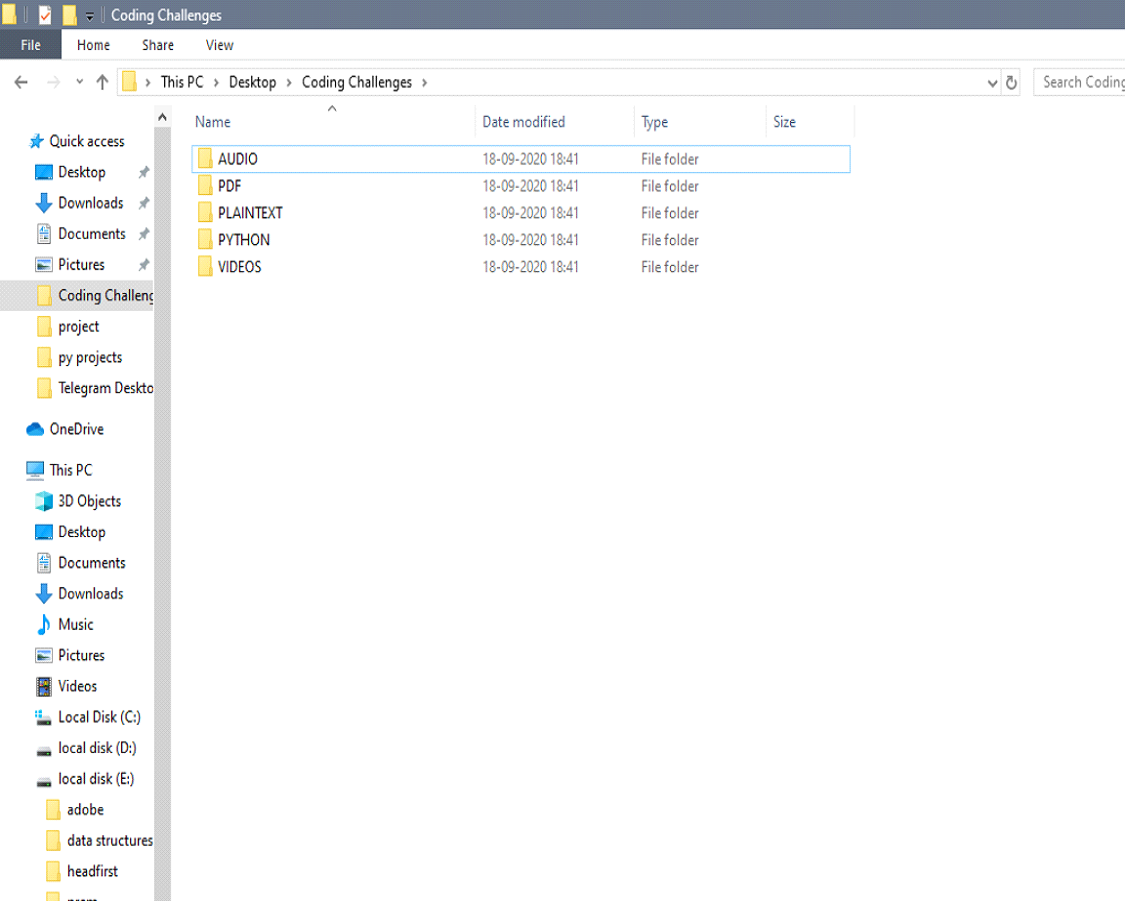 Coding Challenges
File Home Share View
This PC Desktop Coding Challenges
Search Coding
Name Date modified Type Size
AUDIO 18-09-2020 18:41 File folder
PDF 18-09-2020 18:41 File folder
PLAINTEXT 18-09-2020 18:41 File folder
PYTHON 18-09-2020 18:41 File folder
VIDEOS 18-09-2020 18:41 File folder
Quick access
Desktop
Downloads
Documents
Pictures
Coding Challeng
project
py projects
Telegram Deskto
OneDrive
This PC
3D Objects
Desktop
Documents
Downloads
Music
Pictures
Videos
Local Disk (C:)
local disk (D:)
local disk (E:)
adobe
data structures
headfirst